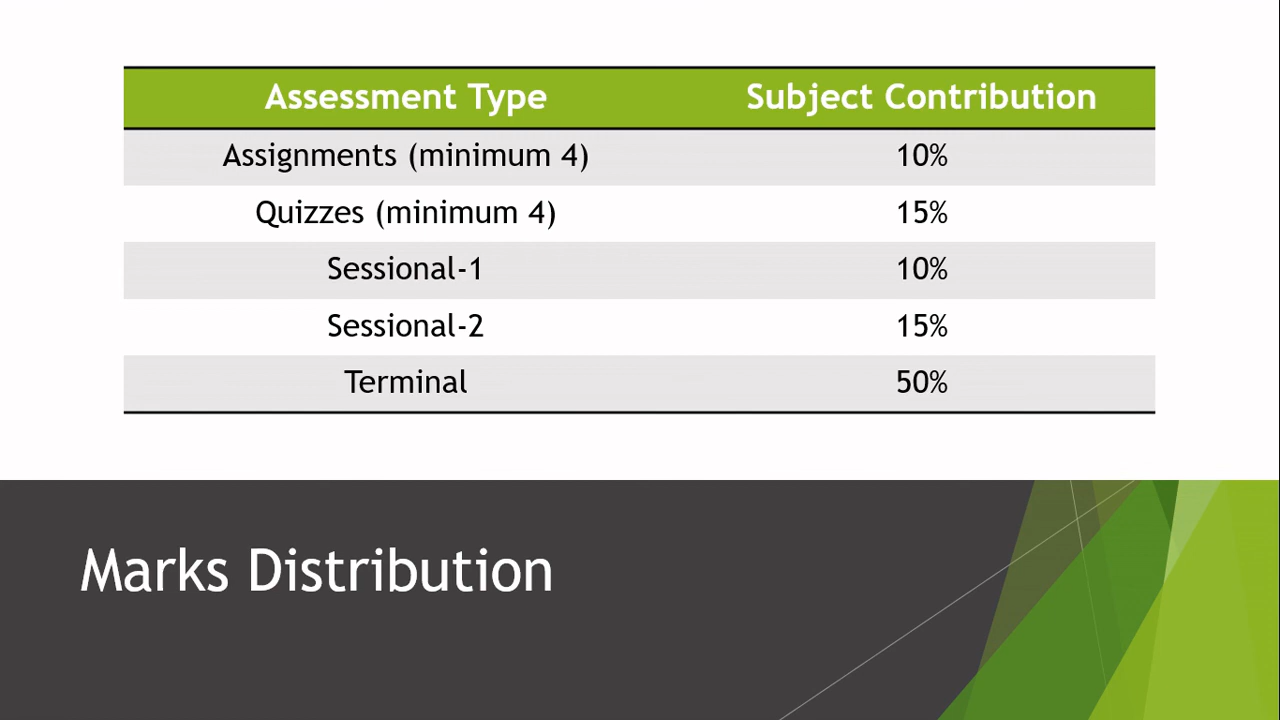 Assessment Type Subject Contribution
Assignments (minimum 4) 10%
Quizzes (minimum 4) 15%
Sessional-1 10%
Sessional-2 15%
Terminal 50%
Marks Distribution